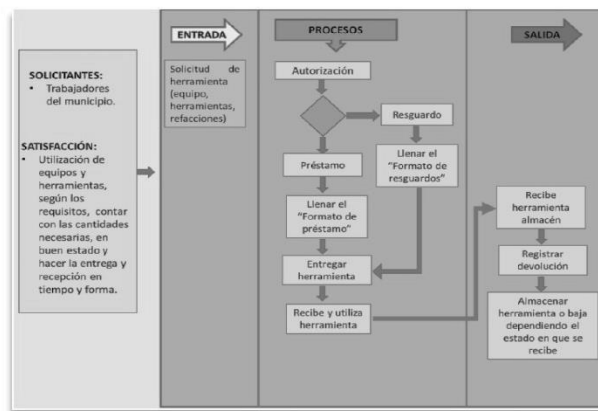 SOLICITANTES:
• Trabajadores
del municipio.
SATISFACCIÓN:
• Utilización de
equipos y
herramientas,
según los
requisitos, contar
con las cantidades
necesarias, en
buen estado y
hacer la entrega y
recepción en
tiempo y forma.
ENTRADA
Solicitud de
herramienta
(equipo,
herramientas,
refacciones)
PROCESOS
Autorización
Resguardo
Préstamo
Llenar el
"Formato de
resguardos"
Llenar el
"Formato de
préstamo"
Entregar
herramienta
Recibe y utiliza
herramienta
SALIDA
Recibe
herramienta
almacén
Registrar
devolución
Almacenar
herramienta o baja
dependiendo el
estado en que se
recibe